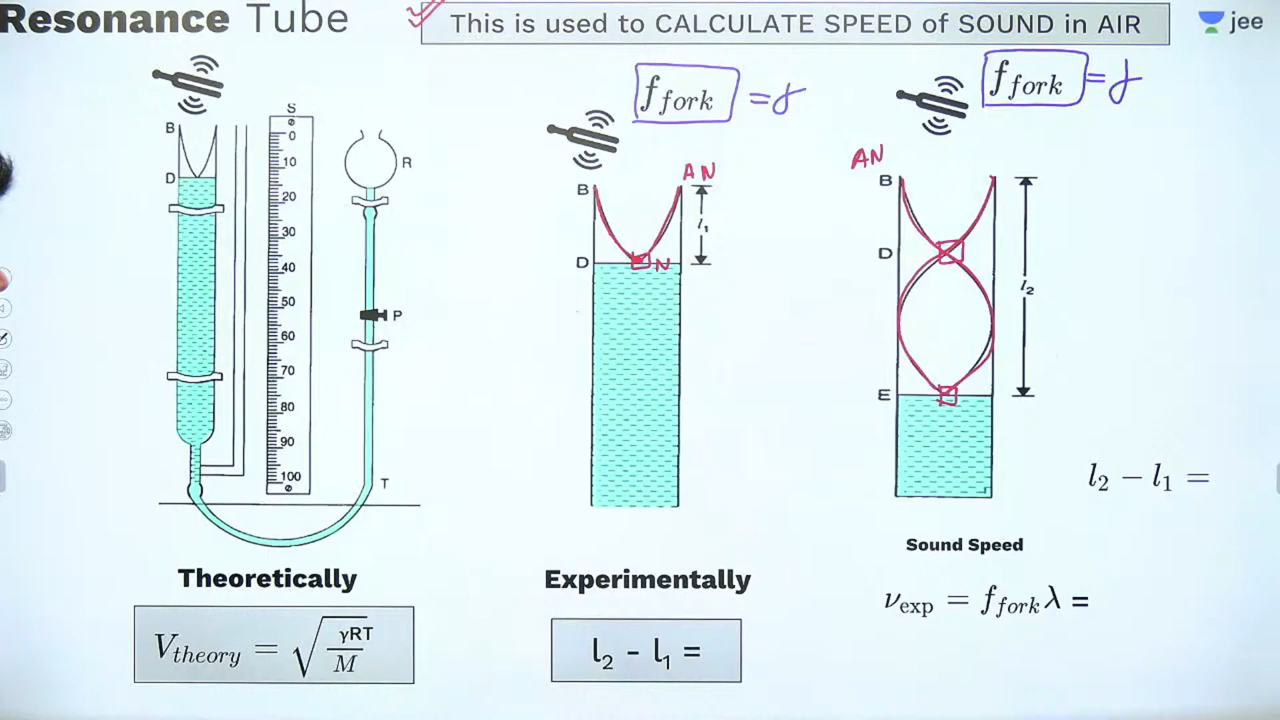 Resonance Tube
This is used to CALCULATE SPEED of SOUND in AIR
jee
f_fork = f
f_fork = f
S
B
D
0
10
20
30
40
50
60
70
80
90
100
R
P
T
AN
B
l₁
D
N
AN
B
D
l₂
E
l₂ − l₁ =
Sound Speed
ν_exp = f_fork λ =
Theoretically
V_theory = √(γRT/M)
Experimentally
l₂ - l₁ =